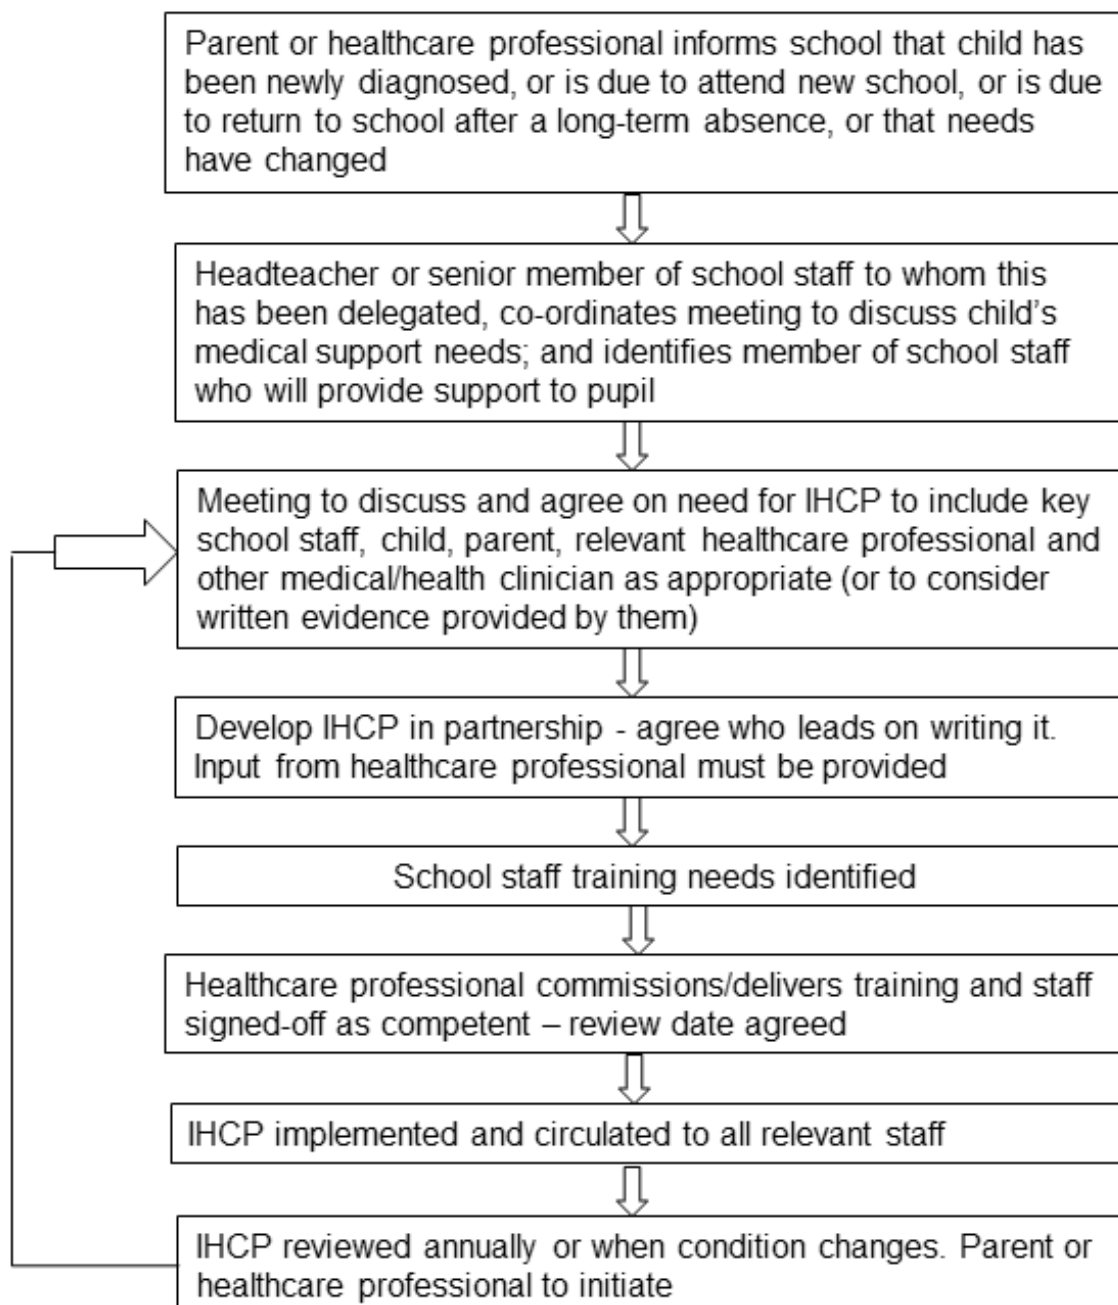 Parent or healthcare professional informs school that child has
been newly diagnosed, or is due to attend new school, or is due
to return to school after a long-term absence, or that needs
have changed
Headteacher or senior member of school staff to whom this
has been delegated, co-ordinates meeting to discuss child’s
medical support needs; and identifies member of school staff
who will provide support to pupil
Meeting to discuss and agree on need for IHCP to include key
school staff, child, parent, relevant healthcare professional and
other medical/health clinician as appropriate (or to consider
written evidence provided by them)
Develop IHCP in partnership - agree who leads on writing it.
Input from healthcare professional must be provided
School staff training needs identified
Healthcare professional commissions/delivers training and staff
signed-off as competent – review date agreed
IHCP implemented and circulated to all relevant staff
IHCP reviewed annually or when condition changes. Parent or
healthcare professional to initiate